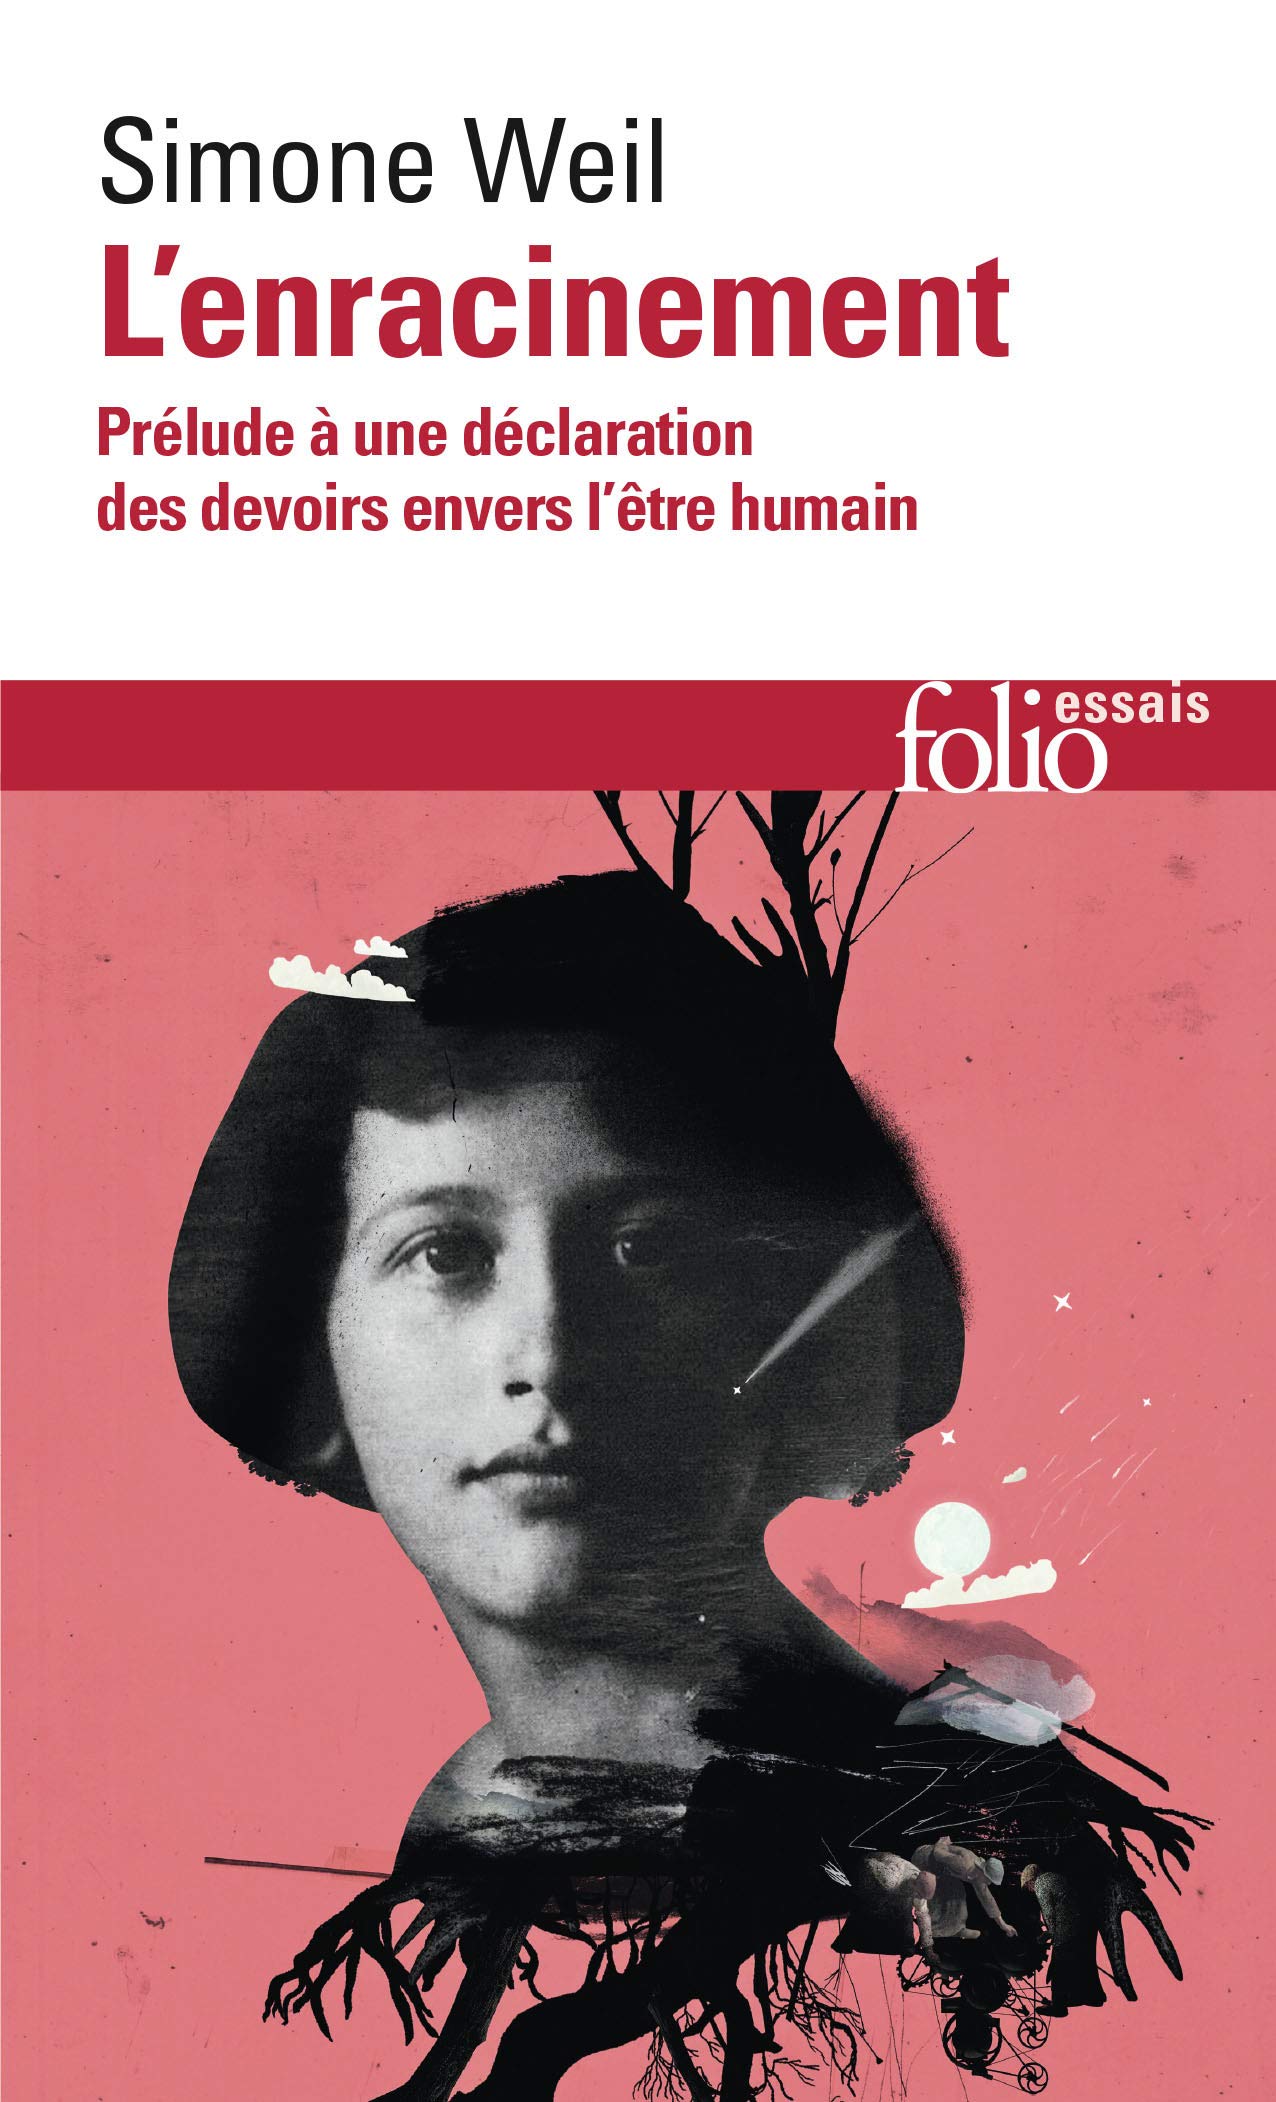 Simone Weil
L’enracinement
Prélude à une déclaration
des devoirs envers l’être humain
folio essais